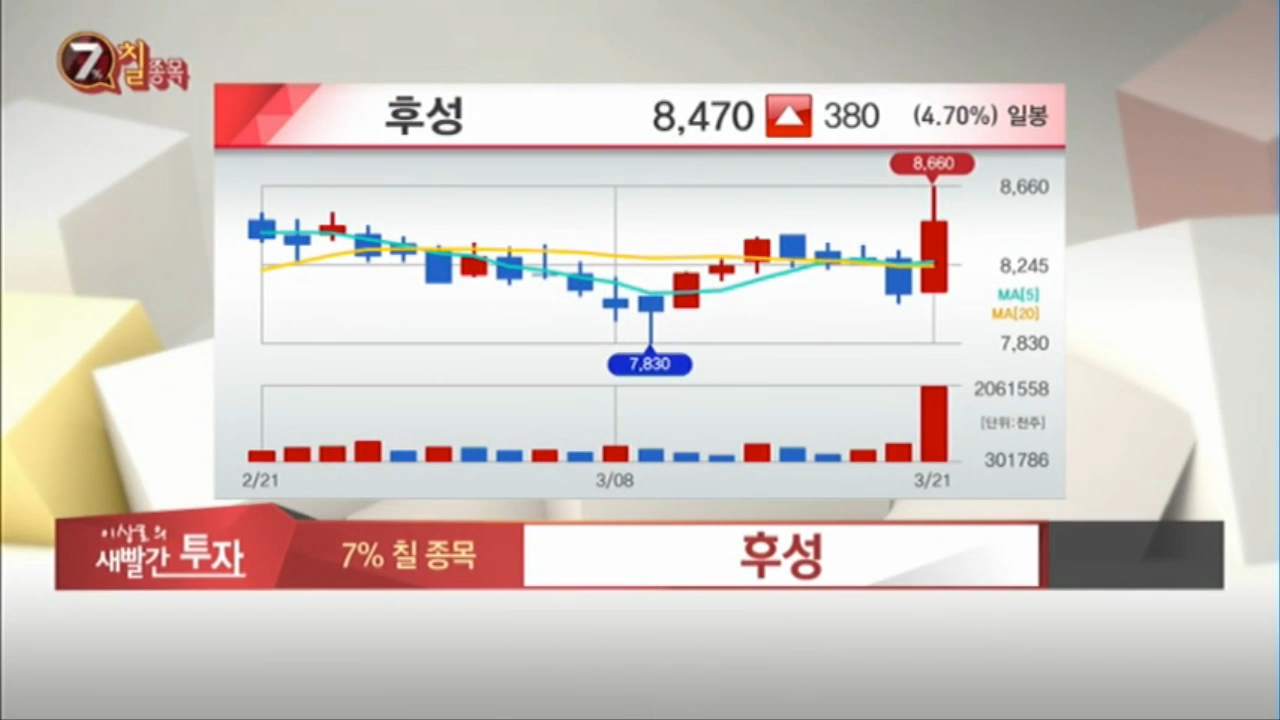 7%
칠종목
후성 8,470 ▲ 380 (4.70%) 일봉
8,660
8,660
8,245
MA[5]
MA[20]
7,830
7,830
2061558
[단위:천주]
301786
2/21 3/08 3/21
이상로의
새빨간 투자
7% 칠 종목
후성